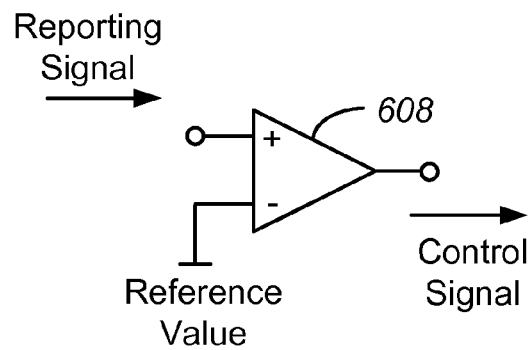 Reporting
Signal
608
+
-
Reference
Value
Control
Signal